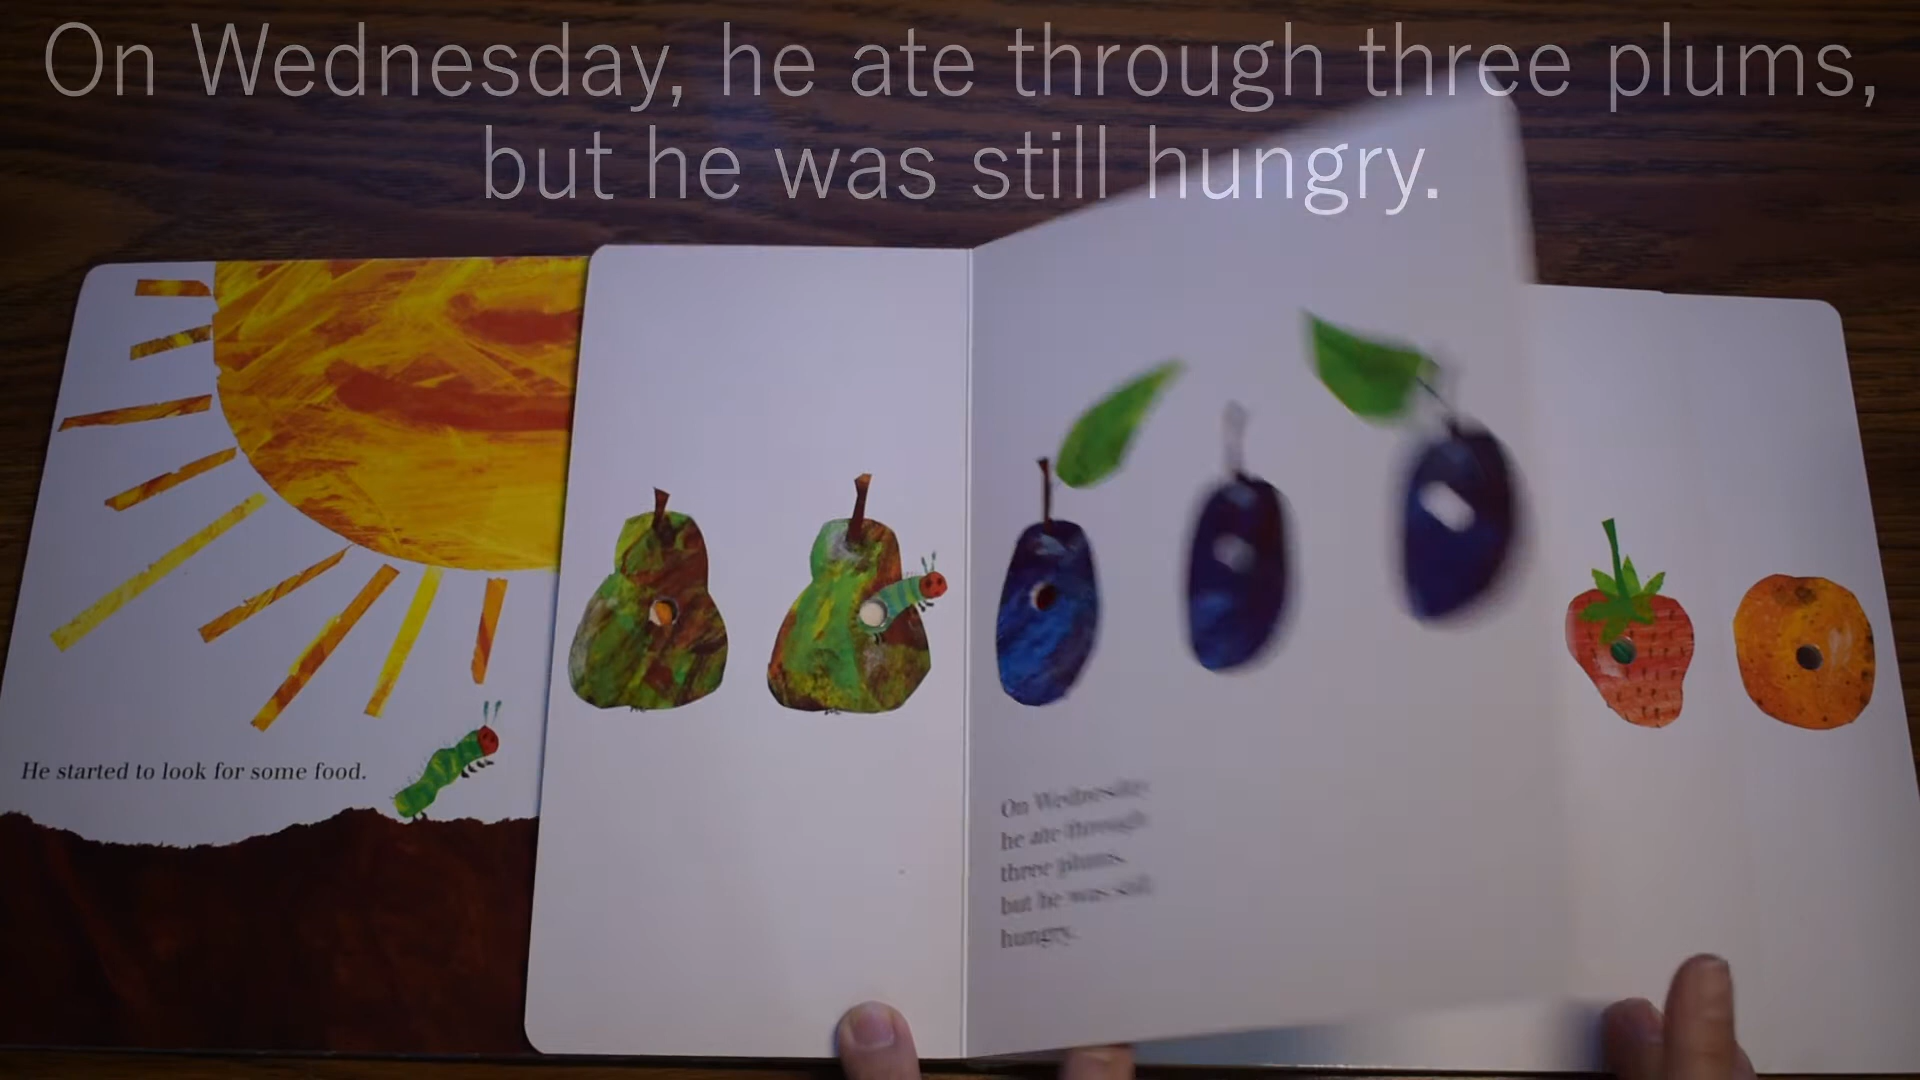 On Wednesday, he ate through three plums,
but he was still hungry.
He started to look for some food.
On Wednesday
he ate through
three plums,
but he was still
hungry.